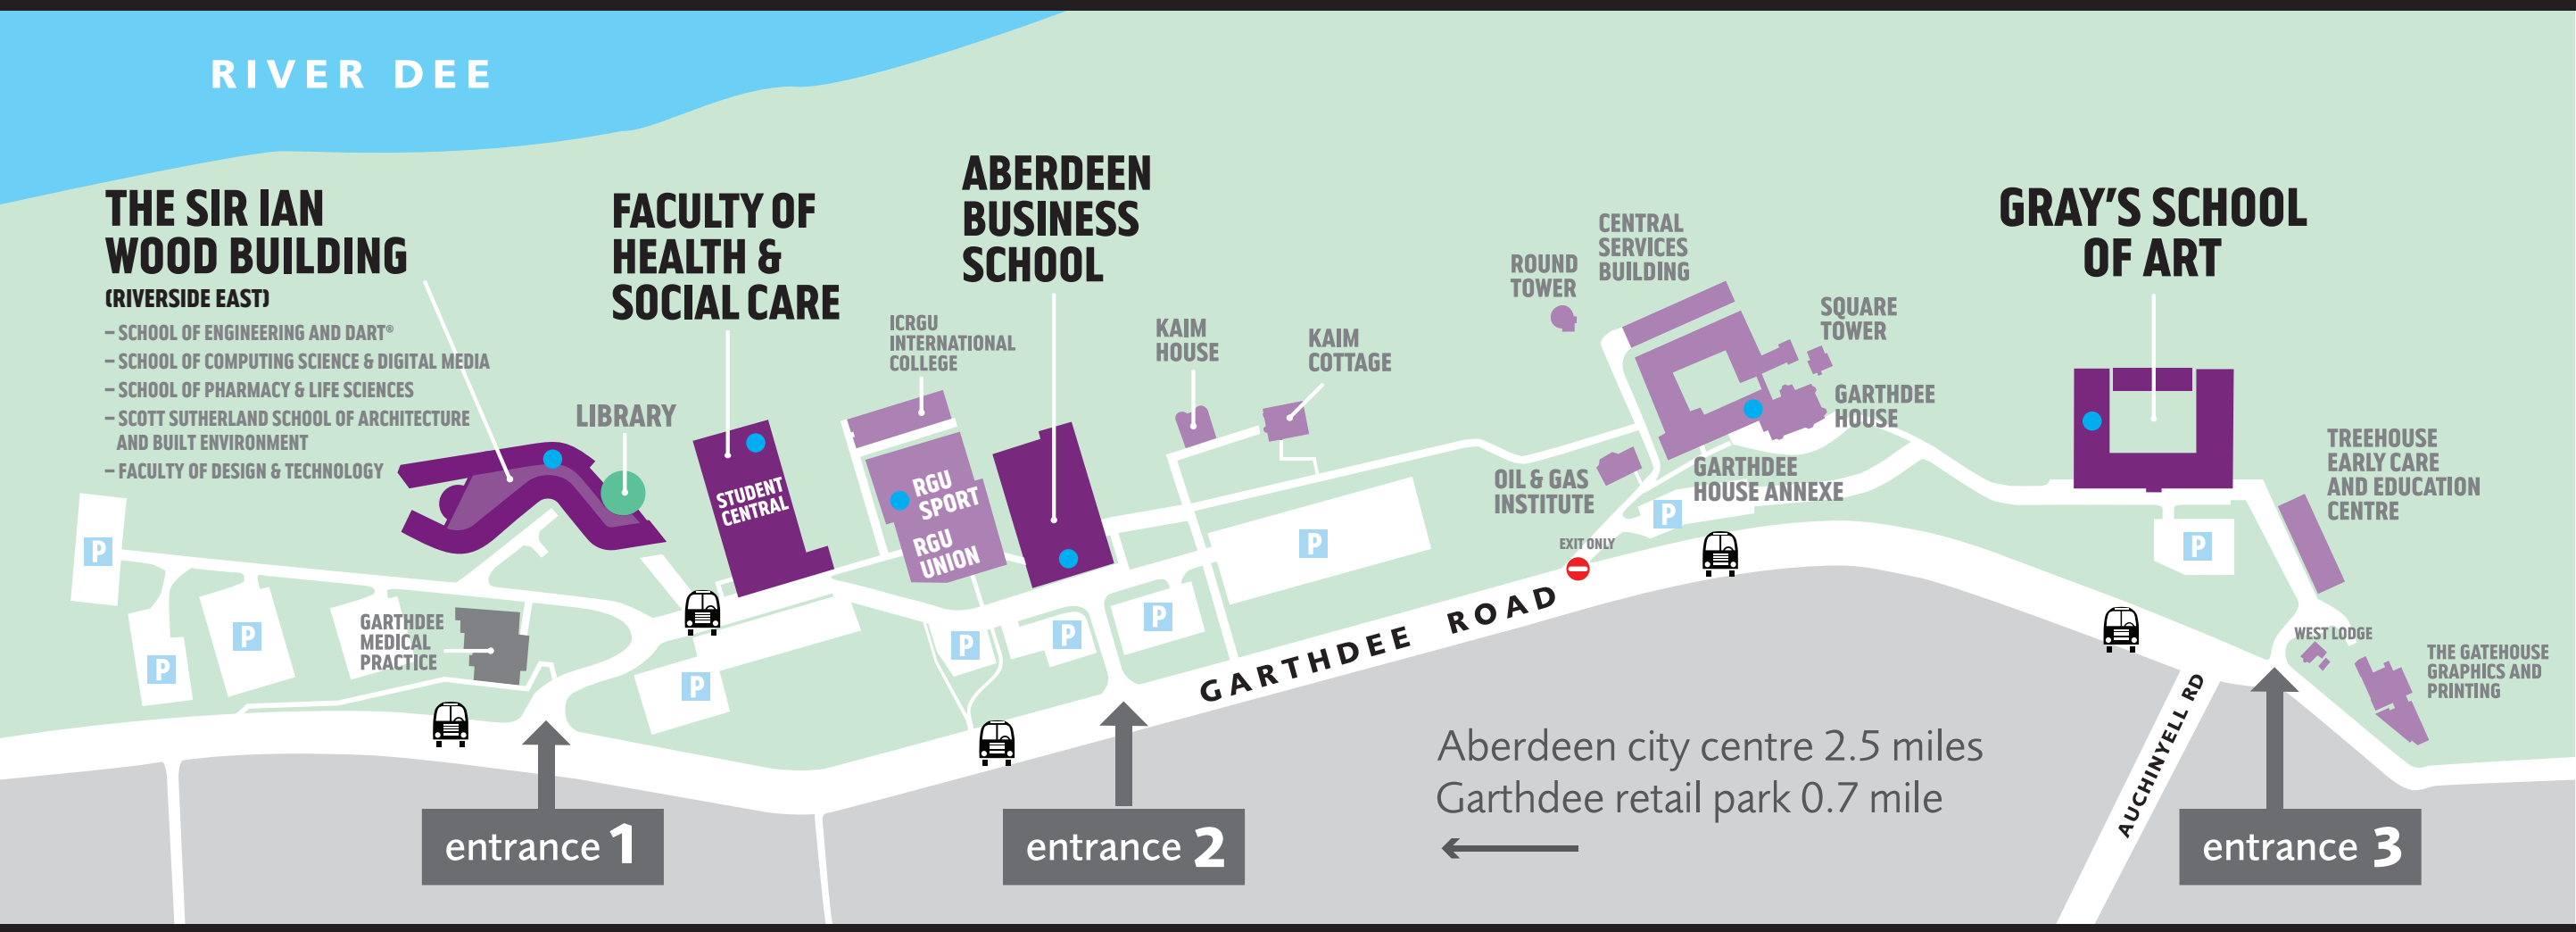 RIVER DEE
THE SIR IAN
WOOD BUILDING
(RIVERSIDE EAST)
– SCHOOL OF ENGINEERING AND DART®
– SCHOOL OF COMPUTING SCIENCE & DIGITAL MEDIA
– SCHOOL OF PHARMACY & LIFE SCIENCES
– SCOTT SUTHERLAND SCHOOL OF ARCHITECTURE
AND BUILT ENVIRONMENT
– FACULTY OF DESIGN & TECHNOLOGY
LIBRARY
FACULTY OF
HEALTH &
SOCIAL CARE
STUDENT
CENTRAL
ICRGU
INTERNATIONAL
COLLEGE
RGU
SPORT
RGU
UNION
ABERDEEN
BUSINESS
SCHOOL
KAIM
HOUSE
KAIM
COTTAGE
ROUND
TOWER
CENTRAL
SERVICES
BUILDING
SQUARE
TOWER
GARTHDEE
HOUSE
OIL & GAS
INSTITUTE
GARTHDEE
HOUSE ANNEXE
EXIT ONLY
GRAY'S SCHOOL
OF ART
TREEHOUSE
EARLY CARE
AND EDUCATION
CENTRE
WEST LODGE
THE GATEHOUSE
GRAPHICS AND
PRINTING
GARTHDEE
MEDICAL
PRACTICE
P
P
P
P
P
P
P
P
P
P
GARTHDEE ROAD
AUCHINYELL RD
Aberdeen city centre 2.5 miles
Garthdee retail park 0.7 mile
entrance 1
entrance 2
entrance 3